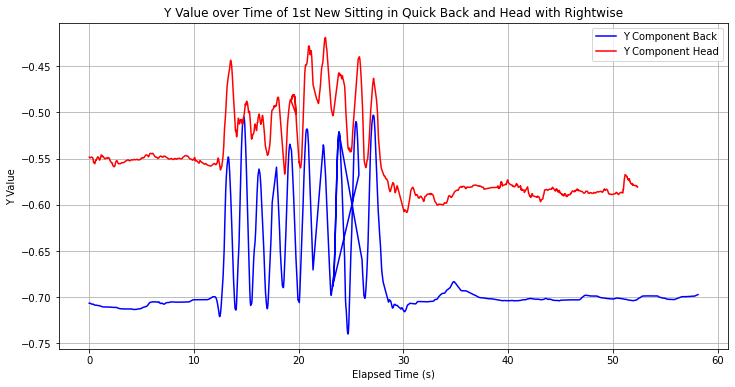 Y Value over Time of 1st New Sitting in Quick Back and Head with Rightwise
Y Component Back
Y Component Head
Y Value
−0.45
−0.50
−0.55
−0.60
−0.65
−0.70
−0.75
0
10
20
30
40
50
60
Elapsed Time (s)